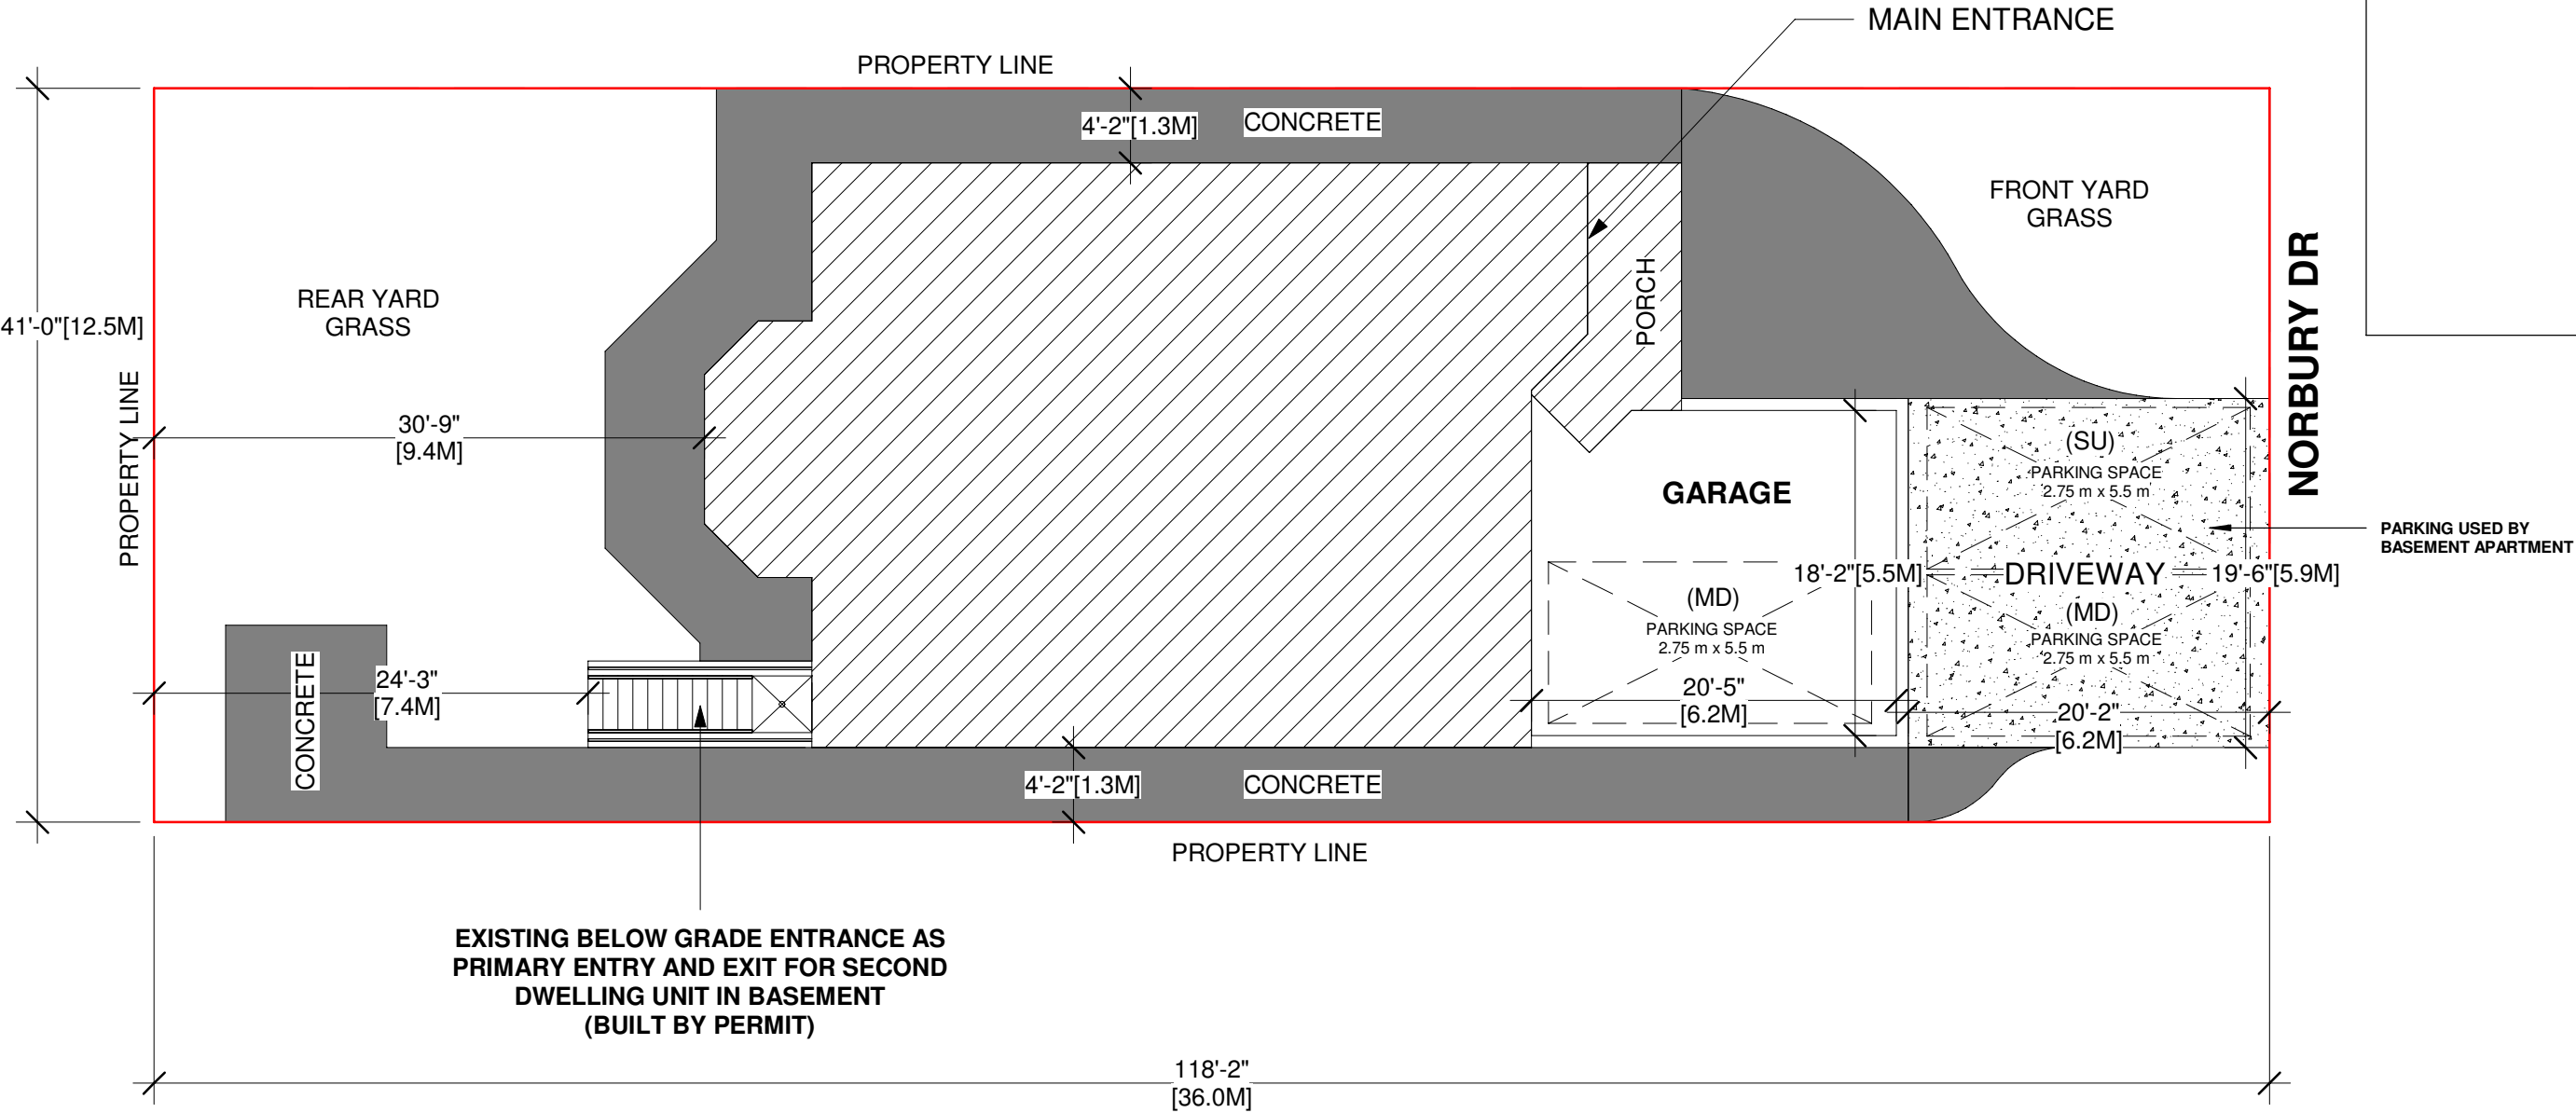 MAIN ENTRANCE
PROPERTY LINE
4'-2"[1.3M]
CONCRETE
FRONT YARD
GRASS
NORBURY DR
REAR YARD
GRASS
PORCH
41'-0"[12.5M]
PROPERTY LINE
30'-9"
[9.4M]
(SU)
PARKING SPACE
2.75 m x 5.5 m
GARAGE
PARKING USED BY
BASEMENT APARTMENT
18'-2"[5.5M]
DRIVEWAY
19'-6"[5.9M]
(MD)
PARKING SPACE
2.75 m x 5.5 m
(MD)
PARKING SPACE
2.75 m x 5.5 m
CONCRETE
24'-3"
[7.4M]
20'-5"
[6.2M]
20'-2"
[6.2M]
4'-2"[1.3M]
CONCRETE
PROPERTY LINE
EXISTING BELOW GRADE ENTRANCE AS
PRIMARY ENTRY AND EXIT FOR SECOND
DWELLING UNIT IN BASEMENT
(BUILT BY PERMIT)
118'-2"
[36.0M]